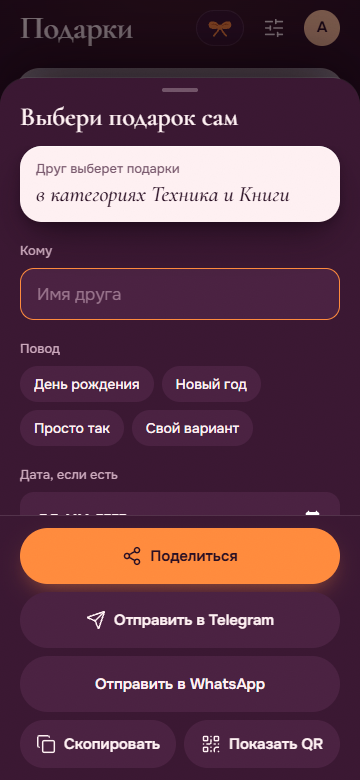 Подарки
A
Выбери подарок сам
Друг выберет подарки
в категориях Техника и Книги
Кому
Имя друга
Повод
День рождения
Новый год
Просто так
Свой вариант
Дата, если есть
Поделиться
Отправить в Telegram
Отправить в WhatsApp
Скопировать
Показать QR